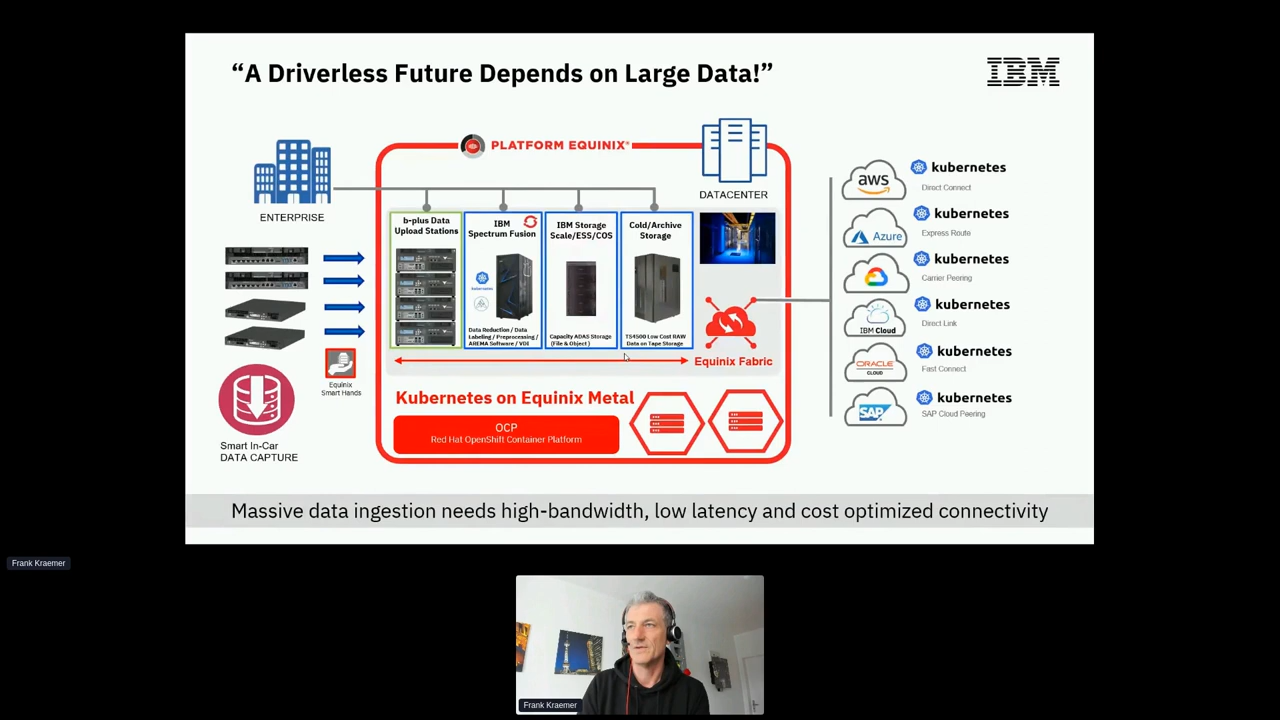 “A Driverless Future Depends on Large Data!”
IBM
PLATFORM EQUINIX®
DATACENTER
ENTERPRISE
b-plus Data
Upload Stations
IBM
Spectrum Fusion
kubernetes
Data Reduction / Data
Labeling / Preprocessing /
AREMA Software / VDI
IBM Storage
Scale/ESS/COS
Capacity ADAS Storage
(File & Object)
Cold/Archive
Storage
TS4500 Low Cost RAW
Data on Tape Storage
Equinix Fabric
Equinix
Smart Hands
Smart In-Car
DATA CAPTURE
Kubernetes on Equinix Metal
OCP
Red Hat OpenShift Container Platform
aws
kubernetes
Direct Connect
Azure
kubernetes
Express Route
kubernetes
Carrier Peering
IBM Cloud
kubernetes
Direct Link
ORACLE
CLOUD
kubernetes
Fast Connect
SAP
kubernetes
SAP Cloud Peering
Massive data ingestion needs high-bandwidth, low latency and cost optimized connectivity
Frank Kraemer
Frank Kraemer